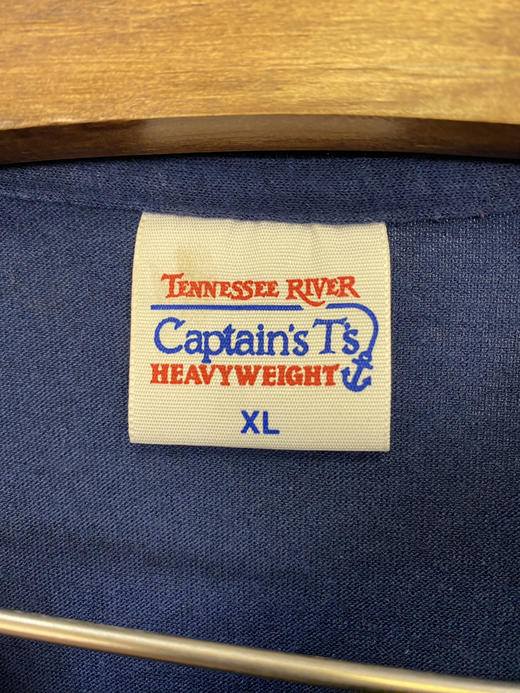 TENNESSEE RIVER
Captain's T's
HEAVYWEIGHT
XL